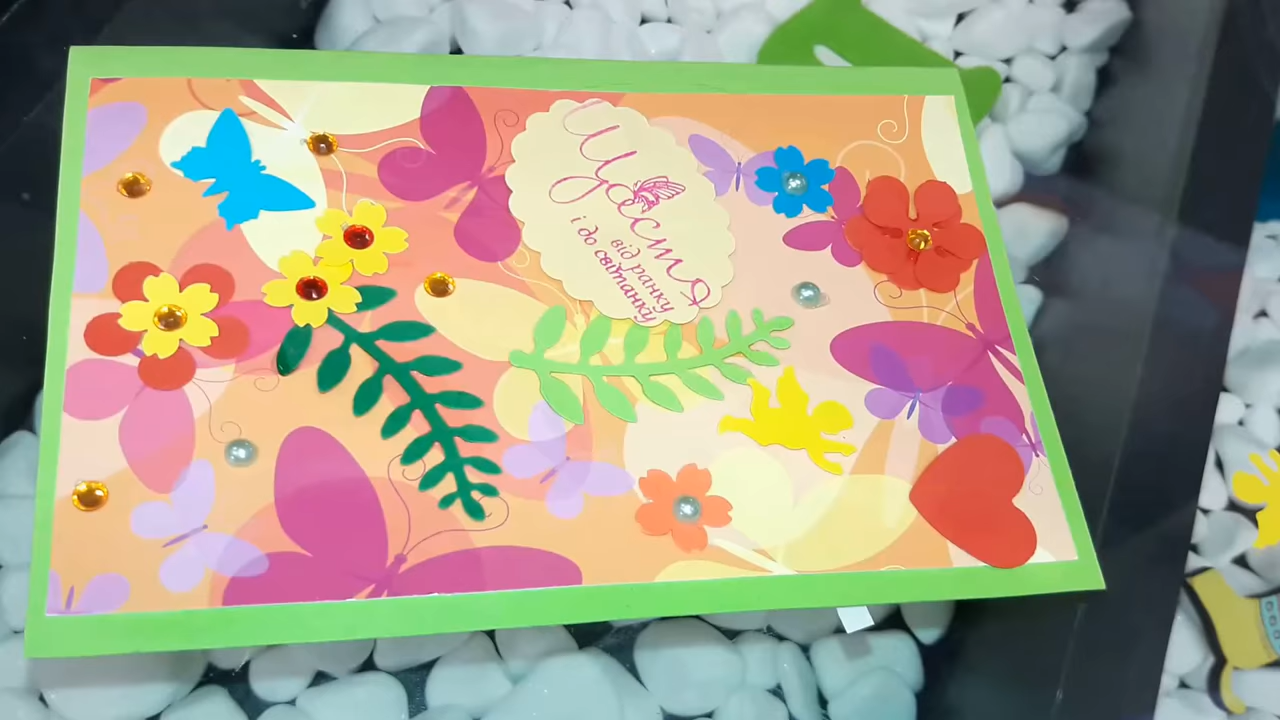 Щастя
від ранку
і до світанку